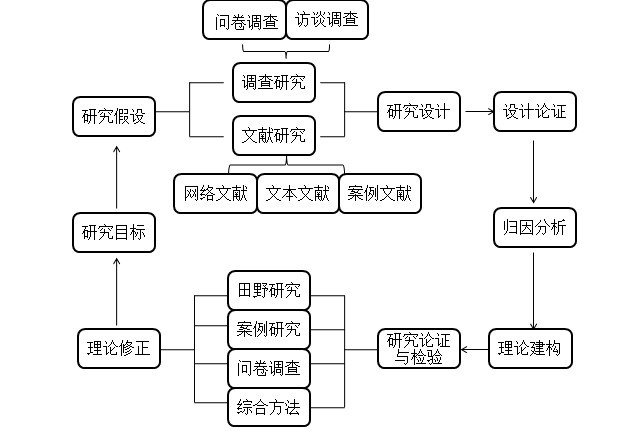 问卷调查
访谈调查
调查研究
研究假设
研究设计
设计论证
文献研究
网络文献
文本文献
案例文献
研究目标
归因分析
田野研究
案例研究
问卷调查
综合方法
理论修正
研究论证
与检验
理论建构